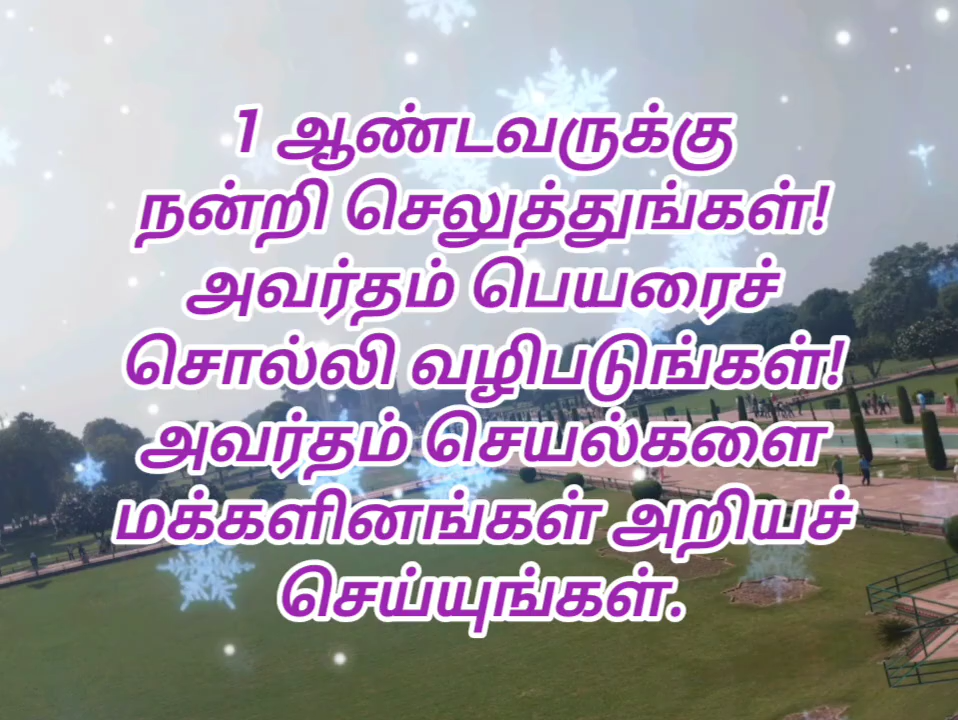 1 ஆண்டவருக்கு
நன்றி செலுத்துங்கள்!
அவர்தம் பெயரைச்
சொல்லி வழிபடுங்கள்!
அவர்தம் செயல்களை
மக்களினங்கள் அறியச்
செய்யுங்கள்.